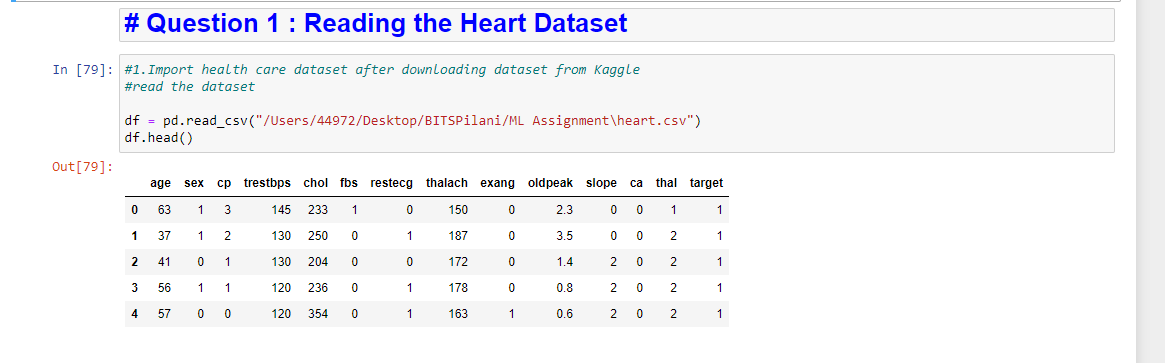 # Question 1 : Reading the Heart Dataset
In [79]: #1.Import health care dataset after downloading dataset from Kaggle
#read the dataset
df = pd.read_csv("/Users/44972/Desktop/BITSPilani/ML Assignment\heart.csv")
df.head()
Out[79]:
age sex cp trestbps chol fbs restecg thalach exang oldpeak slope ca thal target
0 63 1 3 145 233 1 0 150 0 2.3 0 0 1 1
1 37 1 2 130 250 0 1 187 0 3.5 0 0 2 1
2 41 0 1 130 204 0 0 172 0 1.4 2 0 2 1
3 56 1 1 120 236 0 1 178 0 0.8 2 0 2 1
4 57 0 0 120 354 0 1 163 1 0.6 2 0 2 1